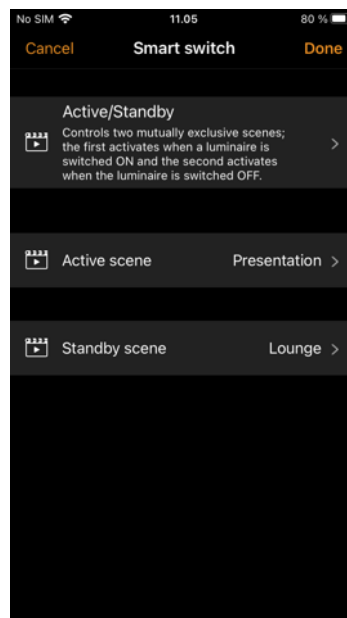 No SIM 11.05 80 %
Cancel Smart switch Done
Active/Standby
Controls two mutually exclusive scenes;
the first activates when a luminaire is
switched ON and the second activates
when the luminaire is switched OFF.
Active scene Presentation
Standby scene Lounge